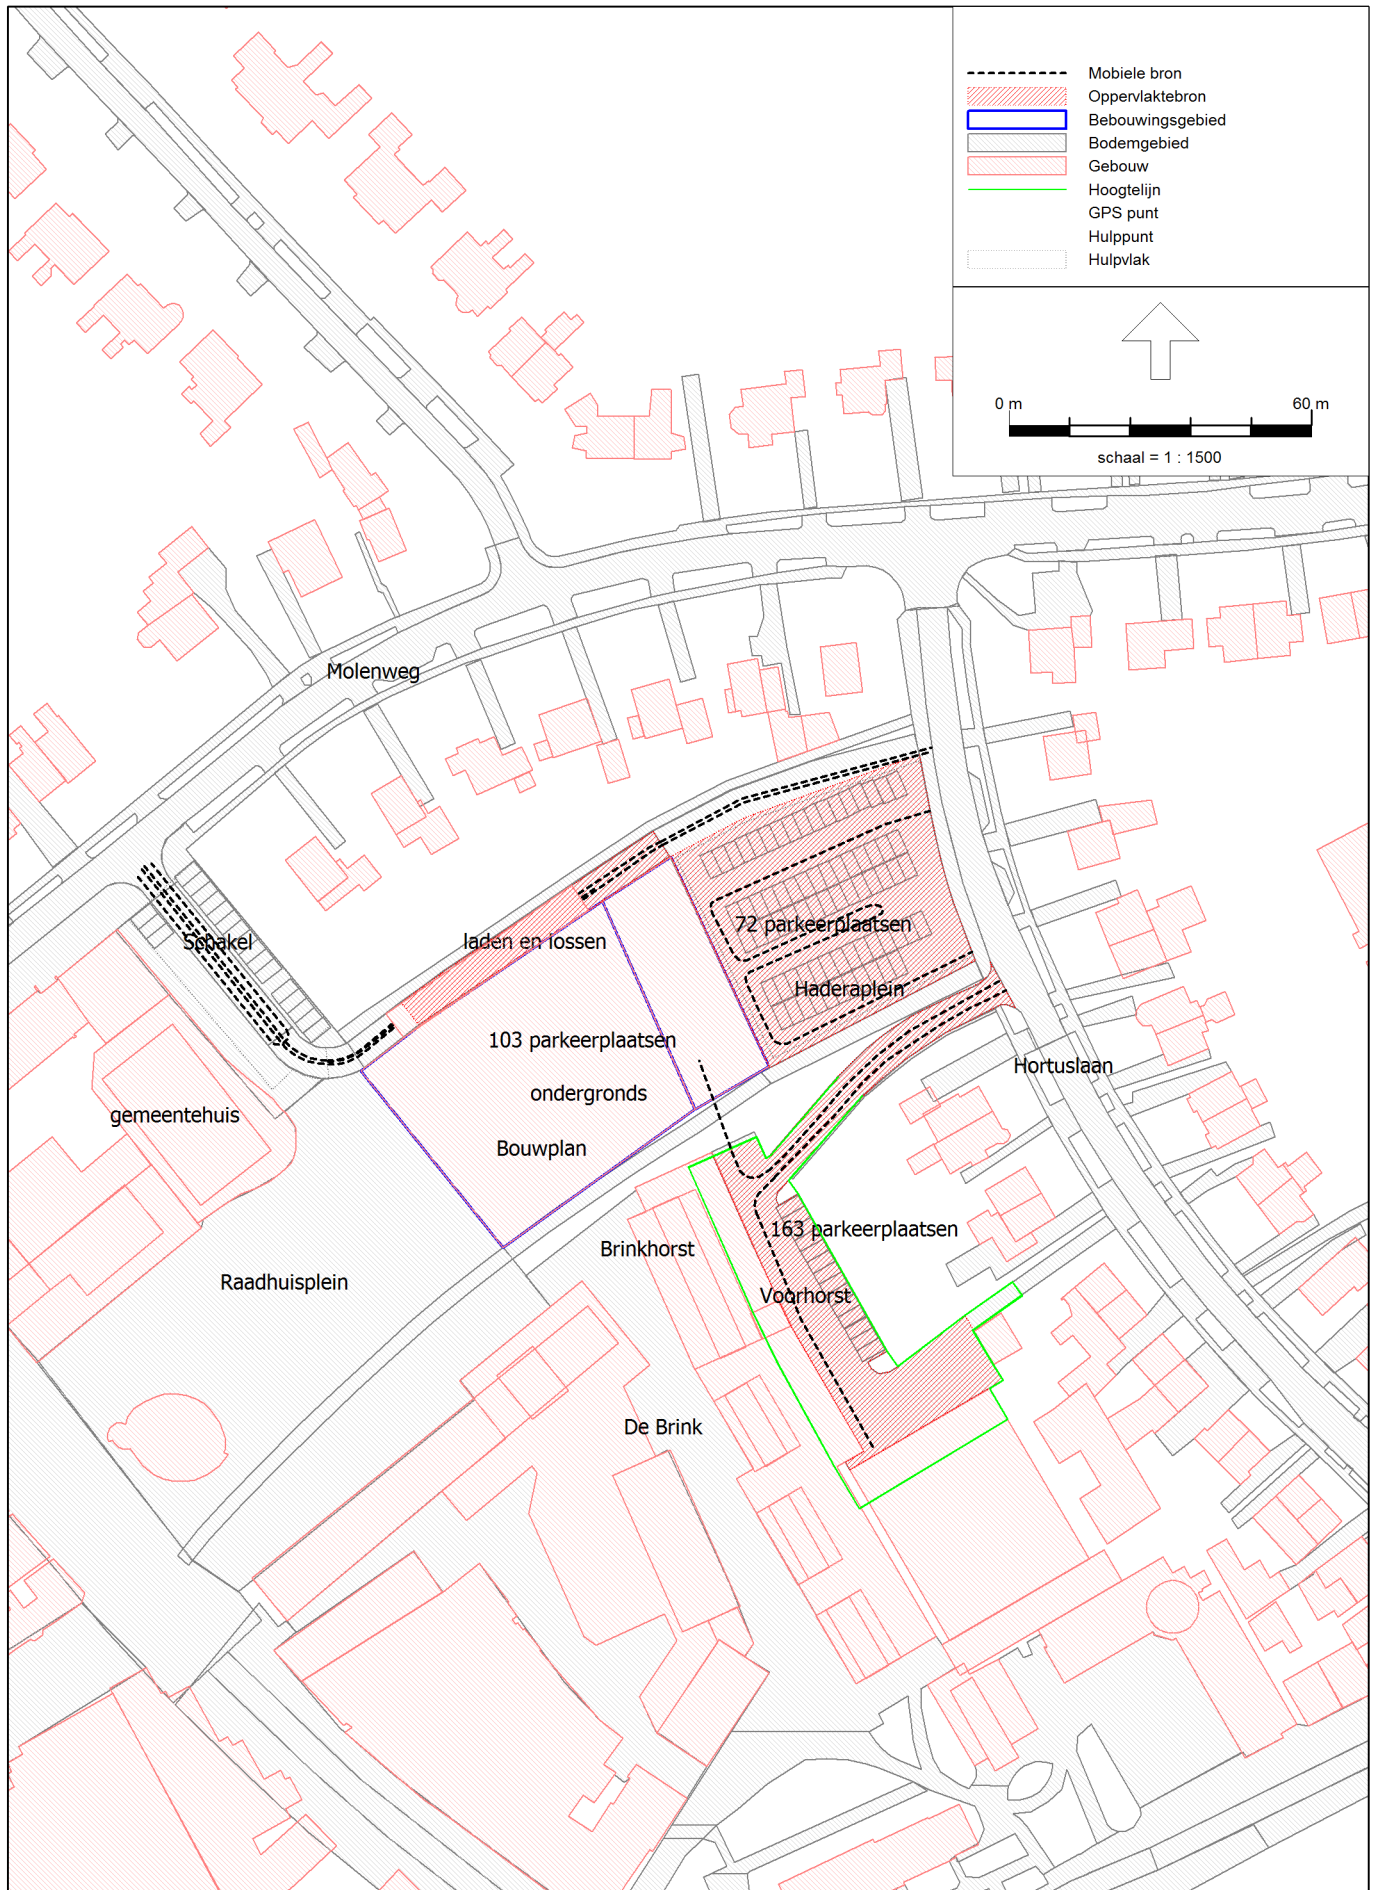 Mobiele bron
Oppervlaktebron
Bebouwingsgebied
Bodemgebied
Gebouw
Hoogtelijn
GPS punt
Hulppunt
Hulpvlak
0 m
60 m
schaal = 1 : 1500
Molenweg
72 parkeerplaatsen
Schakel
laden en lossen
Haderaplein
103 parkeerplaatsen
Hortuslaan
ondergronds
gemeentehuis
Bouwplan
163 parkeerplaatsen
Brinkhorst
Raadhuisplein
Voorhorst
De Brink